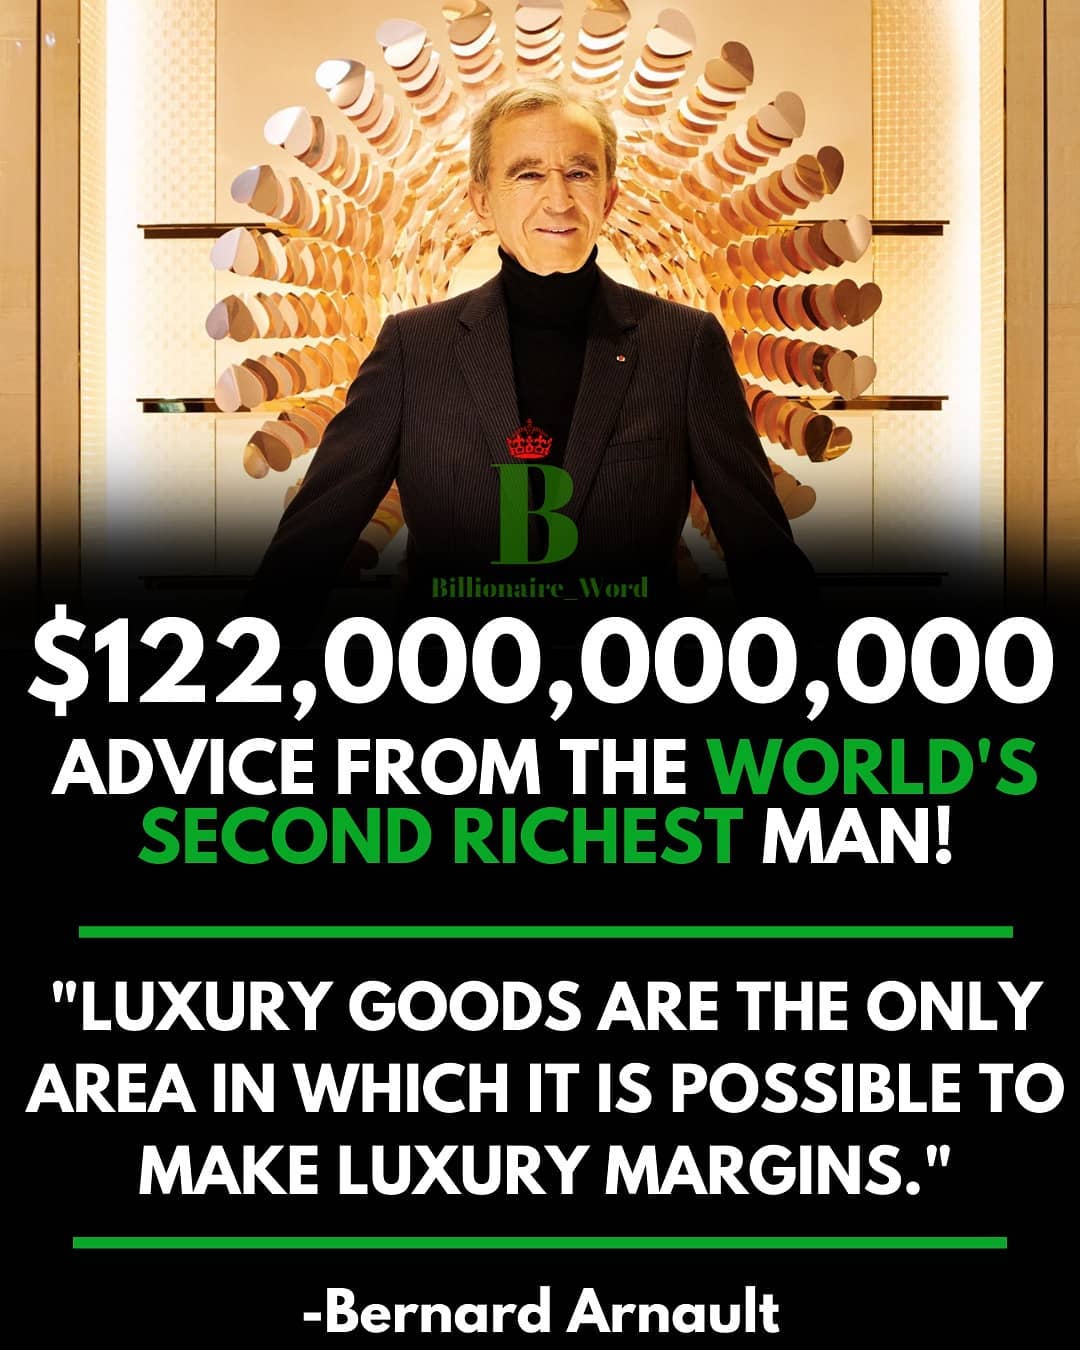 B
Billionaire_Word
$122,000,000,000
ADVICE FROM THE WORLD'S
SECOND RICHEST MAN!
"LUXURY GOODS ARE THE ONLY
AREA IN WHICH IT IS POSSIBLE TO
MAKE LUXURY MARGINS."
-Bernard Arnault